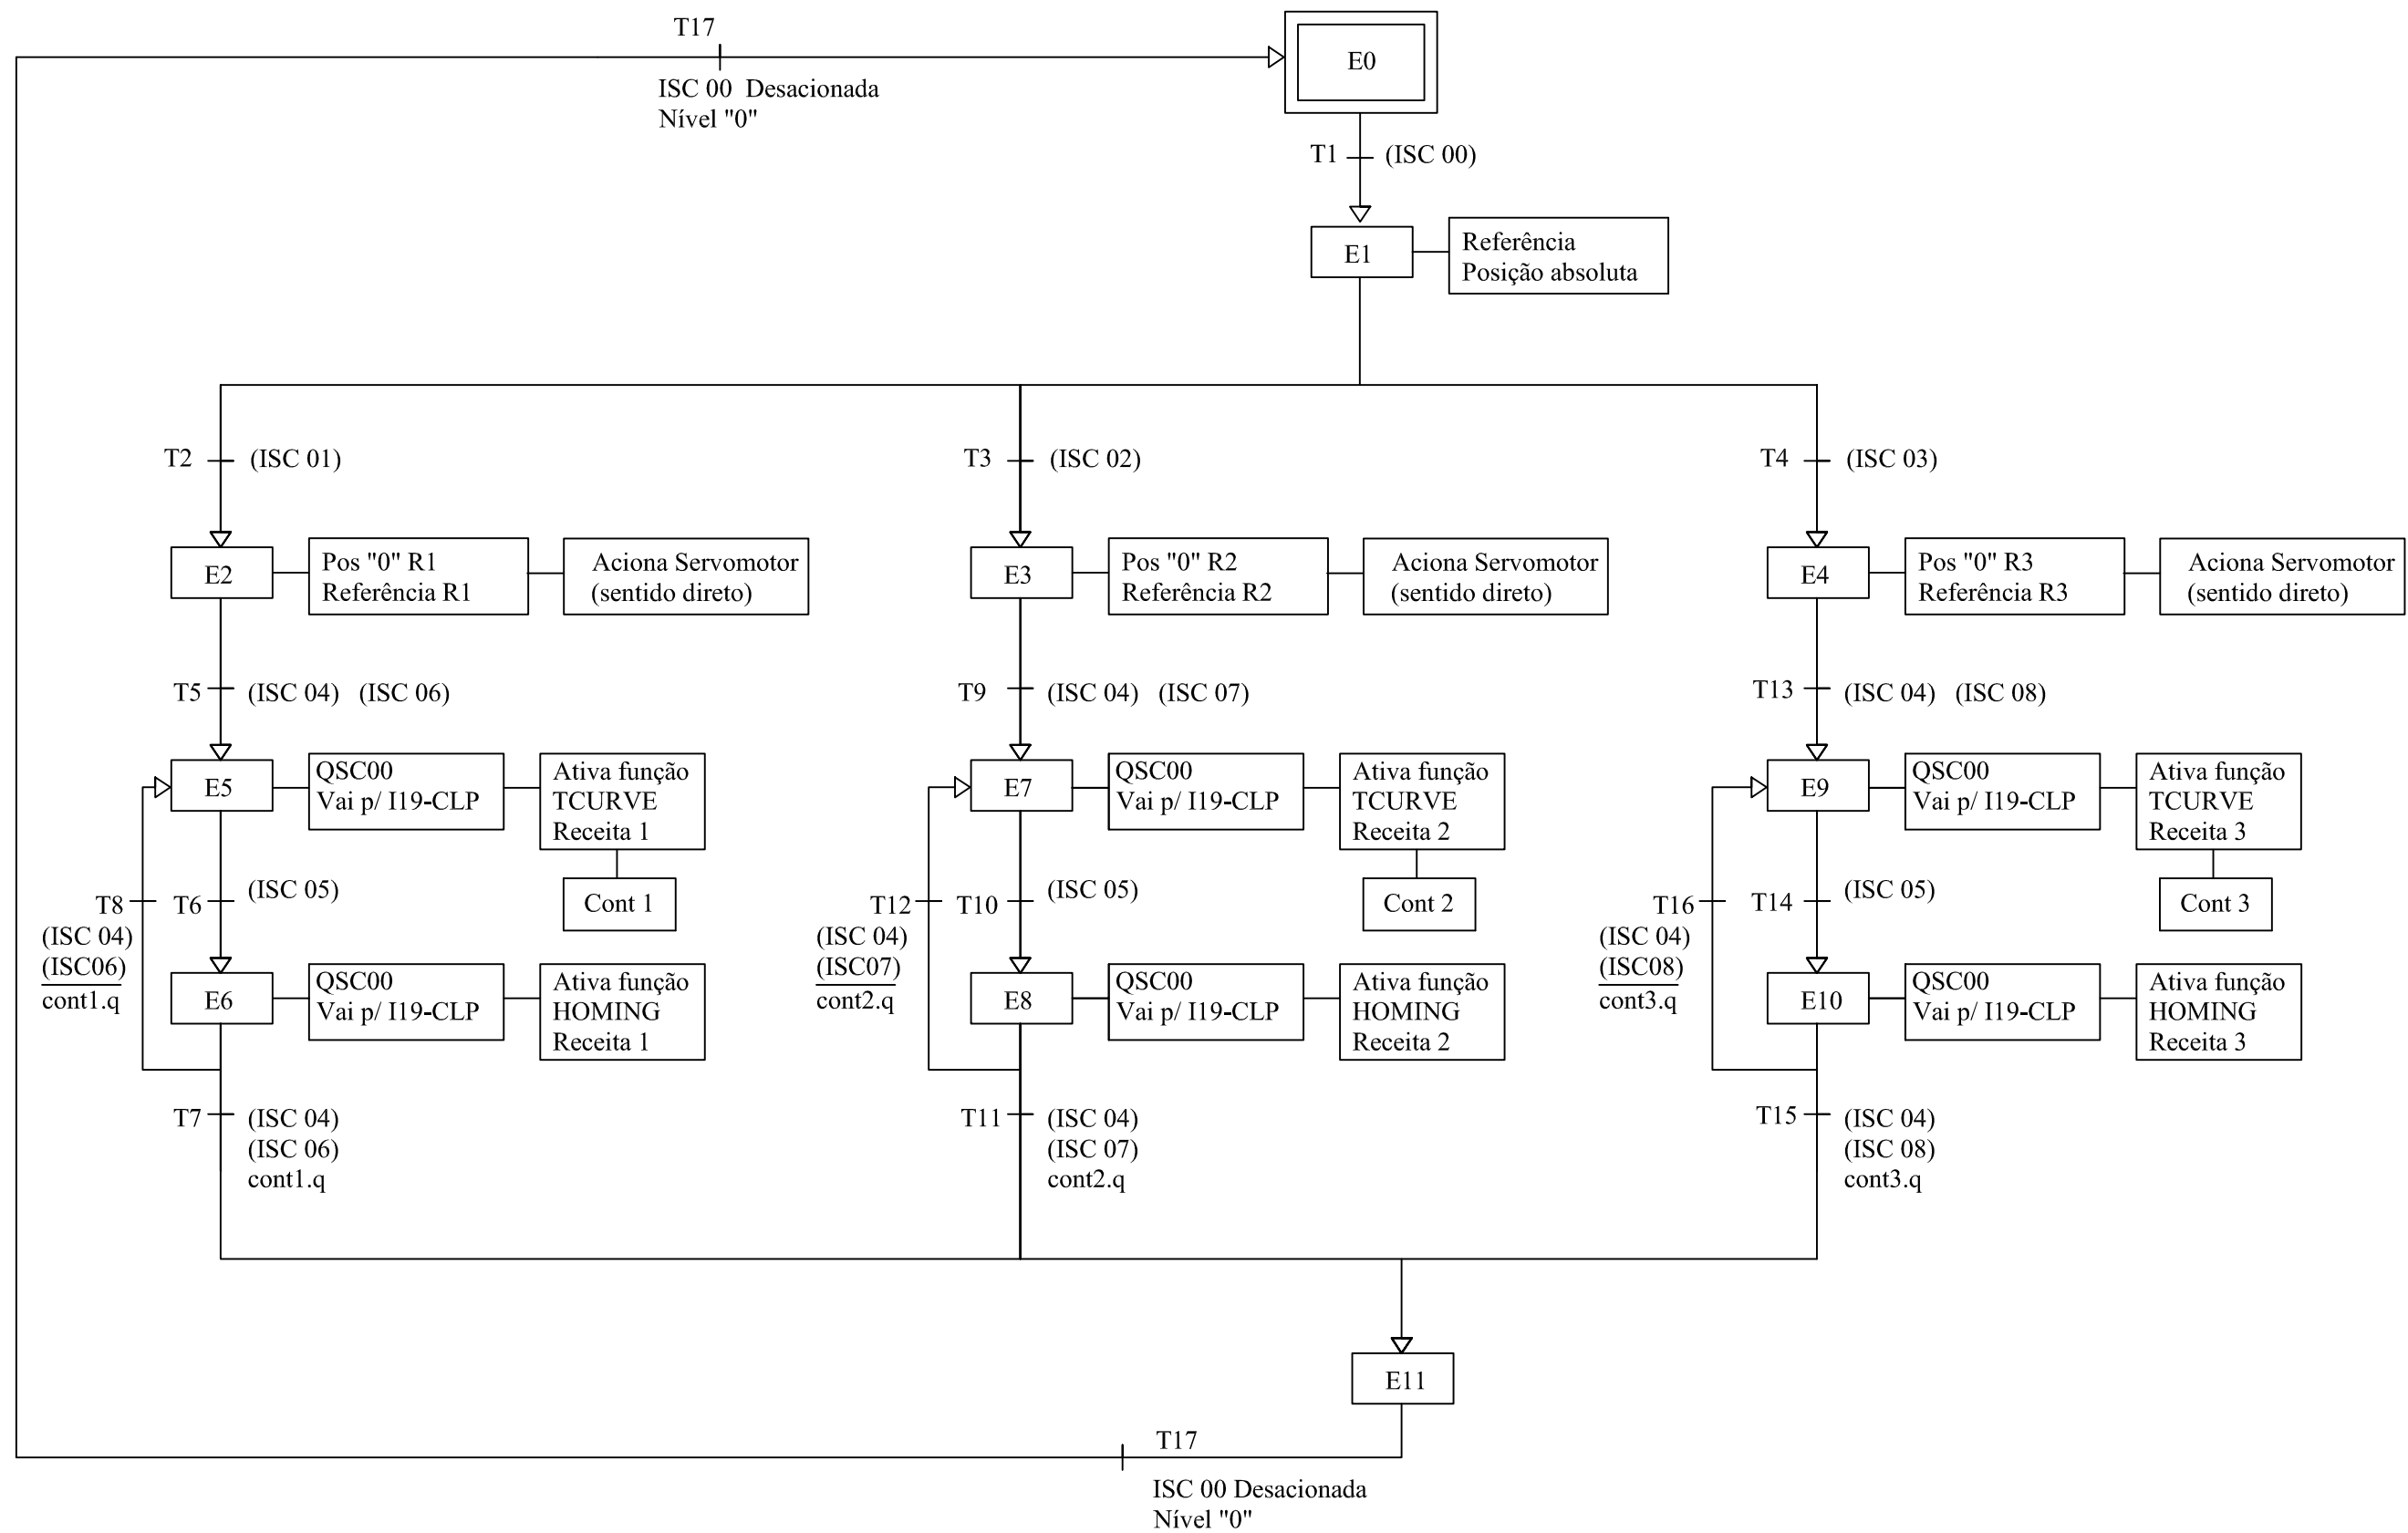 T17
ISC 00 Desacionada
Nível "0"
E0
T1 (ISC 00)
E1
Referência
Posição absoluta
T2 (ISC 01)
T3 (ISC 02)
T4 (ISC 03)
E2
Pos "0" R1
Referência R1
Aciona Servomotor
(sentido direto)
E3
Pos "0" R2
Referência R2
Aciona Servomotor
(sentido direto)
E4
Pos "0" R3
Referência R3
Aciona Servomotor
(sentido direto)
T5 (ISC 04) (ISC 06)
T9 (ISC 04) (ISC 07)
T13 (ISC 04) (ISC 08)
E5
QSC00
Vai p/ I19-CLP
Ativa função
TCURVE
Receita 1
E7
QSC00
Vai p/ I19-CLP
Ativa função
TCURVE
Receita 2
E9
QSC00
Vai p/ I19-CLP
Ativa função
TCURVE
Receita 3
T8
(ISC 04)
(ISC06)
cont1.q
T6 (ISC 05)
Cont 1
T12
(ISC 04)
(ISC07)
cont2.q
T10 (ISC 05)
Cont 2
T16
(ISC 04)
(ISC08)
cont3.q
T14 (ISC 05)
Cont 3
E6
QSC00
Vai p/ I19-CLP
Ativa função
HOMING
Receita 1
E8
QSC00
Vai p/ I19-CLP
Ativa função
HOMING
Receita 2
E10
QSC00
Vai p/ I19-CLP
Ativa função
HOMING
Receita 3
T7 (ISC 04)
(ISC 06)
cont1.q
T11 (ISC 04)
(ISC 07)
cont2.q
T15 (ISC 04)
(ISC 08)
cont3.q
E11
T17
ISC 00 Desacionada
Nível "0"